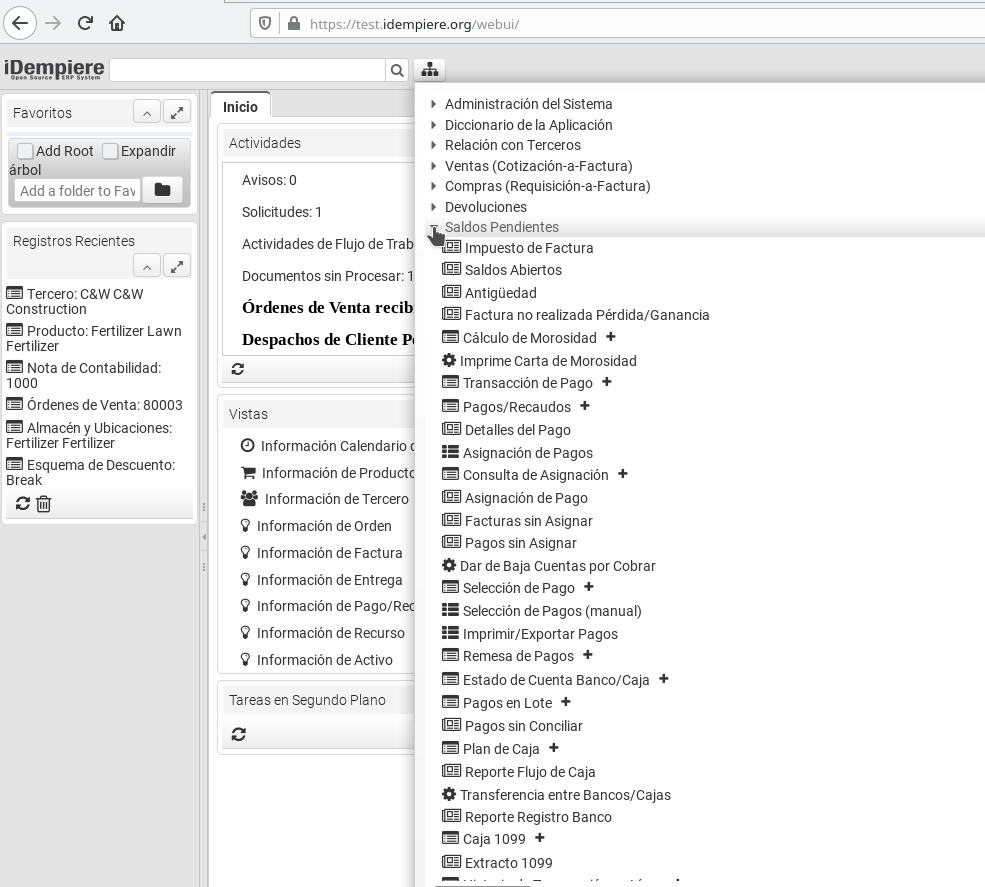 https://test.idempiere.org/webui/
iDempiere
Open Source ERP System
Favoritos
Add Root Expandir
árbol
Add a folder to Fav
Registros Recientes
Tercero: C&W C&W
Construction
Producto: Fertilizer Lawn
Fertilizer
Nota de Contabilidad:
1000
Órdenes de Venta: 80003
Almacén y Ubicaciones:
Fertilizer Fertilizer
Esquema de Descuento:
Break
Inicio
Actividades
Avisos: 0
Solicitudes: 1
Actividades de Flujo de Trab
Documentos sin Procesar: 1
Órdenes de Venta recib
Despachos de Cliente Pe
Vistas
Información Calendario
Información de Producto
Información de Tercero
Información de Orden
Información de Factura
Información de Entrega
Información de Pago/Rec
Información de Recurso
Información de Activo
Tareas en Segundo Plano
Administración del Sistema
Diccionario de la Aplicación
Relación con Terceros
Ventas (Cotización-a-Factura)
Compras (Requisición-a-Factura)
Devoluciones
Saldos Pendientes
Impuesto de Factura
Saldos Abiertos
Antigüedad
Factura no realizada Pérdida/Ganancia
Cálculo de Morosidad
Imprime Carta de Morosidad
Transacción de Pago
Pagos/Recaudos
Detalles del Pago
Asignación de Pagos
Consulta de Asignación
Asignación de Pago
Facturas sin Asignar
Pagos sin Asignar
Dar de Baja Cuentas por Cobrar
Selección de Pago
Selección de Pagos (manual)
Imprimir/Exportar Pagos
Remesa de Pagos
Estado de Cuenta Banco/Caja
Pagos en Lote
Pagos sin Conciliar
Plan de Caja
Reporte Flujo de Caja
Transferencia entre Bancos/Cajas
Reporte Registro Banco
Caja 1099
Extracto 1099